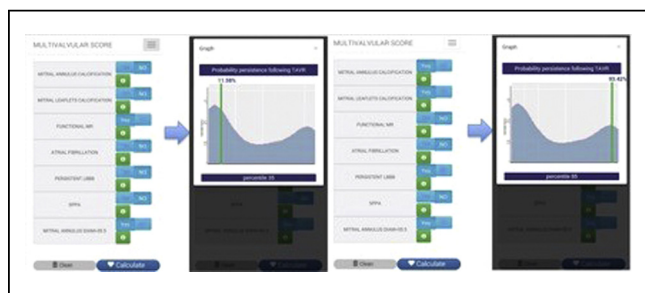 MULTIVALVULAR SCORE
MITRAL ANNULUS CALCIFICATION
NO
MITRAL LEAFLETS CALCIFICATION
NO
FUNCTIONAL MR
Yes
ATRIAL FIBRILLATION
NO
PERSISTENT LBBB
NO
SPPA
NO
MITRAL ANNULUS DIAM>35.5
Yes
Clean
Calculate
Graph
Probability persistence following TAVR
11.08%
percentile 35
MULTIVALVULAR SCORE
MITRAL ANNULUS CALCIFICATION
Yes
MITRAL LEAFLETS CALCIFICATION
Yes
FUNCTIONAL MR
NO
ATRIAL FIBRILLATION
Yes
PERSISTENT LBBB
Yes
SPPA
NO
MITRAL ANNULUS DIAM>35.5
Yes
Clean
Calculate
Graph
Probability persistence following TAVR
93.42%
percentile 95